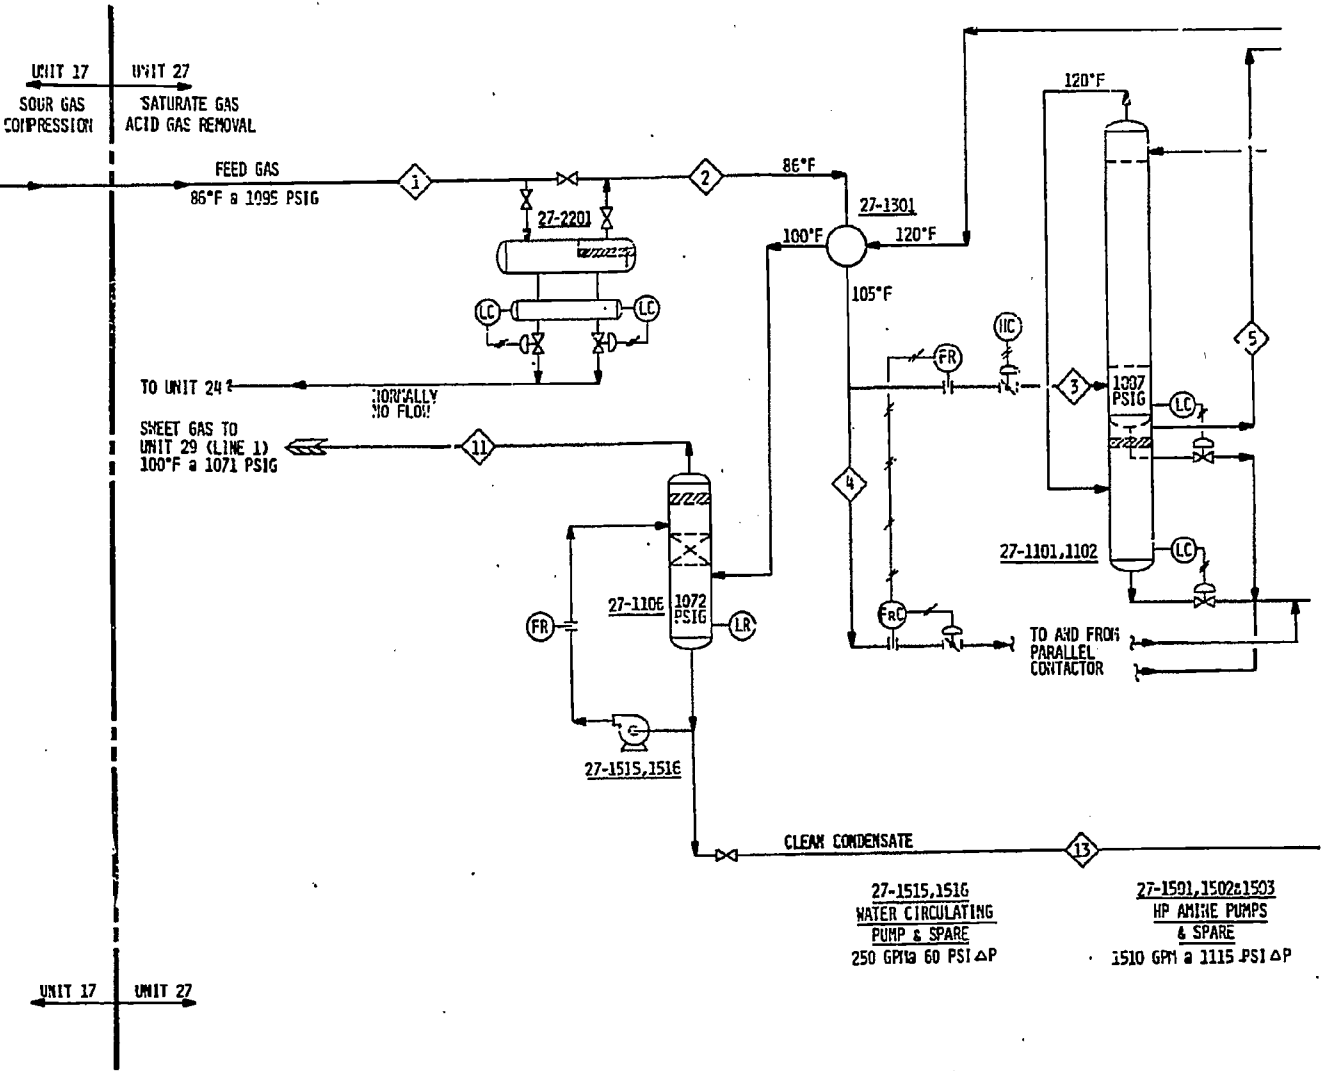 UNIT 17
UNIT 27
SOUR GAS
COMPRESSION
SATURATE GAS
ACID GAS REMOVAL
FEED GAS
86°F a 1095 PSIG
1
2
86°F
120°F
27-2201
27-1301
100°F
120°F
105°F
LC
LC
HC
FR
3
1087
PSIG
LC
5
TO UNIT 24
NORMALLY
NO FLOW
SWEET GAS TO
UNIT 29 (LINE 1)
100°F a 1071 PSIG
11
4
27-1101,1102
LC
27-1106
1072
PSIG
FR
LR
FRC
TO AND FROM
PARALLEL
CONTACTOR
C
27-1515,1516
CLEAN CONDENSATE
13
27-1515,1516
WATER CIRCULATING
PUMP & SPARE
250 GPM a 60 PSI △P
27-1501,1502&1503
HP AMINE PUMPS
& SPARE
1510 GPM a 1115 PSI △P
UNIT 17
UNIT 27